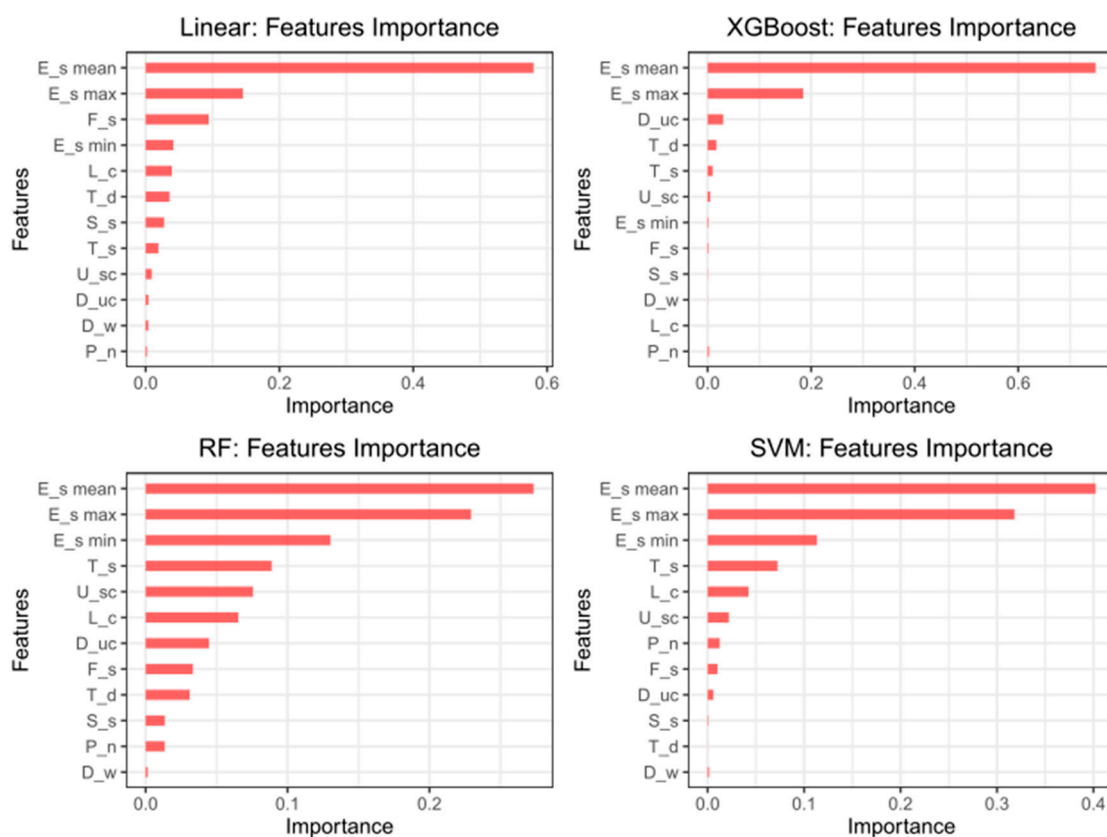 Linear: Features Importance
Features
E_s mean
E_s max
F_s
E_s min
L_c
T_d
S_s
T_s
U_sc
D_uc
D_w
P_n
0.0 0.2 0.4 0.6
Importance
XGBoost: Features Importance
Features
E_s mean
E_s max
D_uc
T_d
T_s
U_sc
E_s min
F_s
S_s
D_w
L_c
P_n
0.0 0.2 0.4 0.6
Importance
RF: Features Importance
Features
E_s mean
E_s max
E_s min
T_s
U_sc
L_c
D_uc
F_s
T_d
S_s
P_n
D_w
0.0 0.1 0.2
Importance
SVM: Features Importance
Features
E_s mean
E_s max
E_s min
T_s
L_c
U_sc
P_n
F_s
D_uc
S_s
T_d
D_w
0.0 0.1 0.2 0.3 0.4
Importance